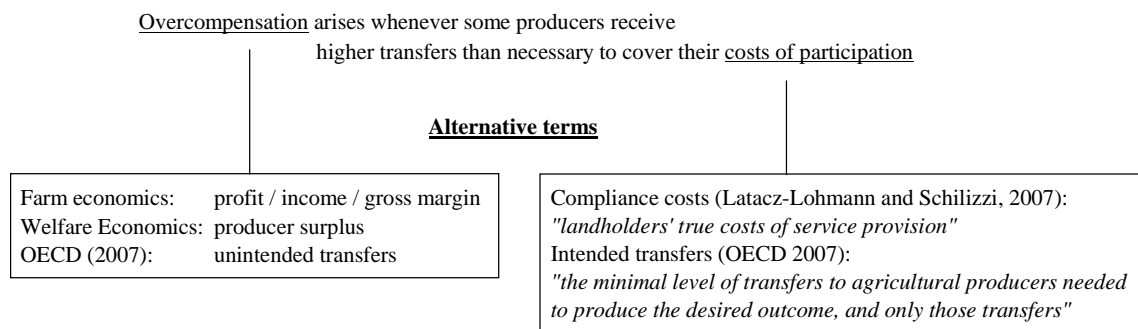 Overcompensation arises whenever some producers receive
higher transfers than necessary to cover their costs of participation
Alternative terms
Farm economics: profit / income / gross margin
Welfare Economics: producer surplus
OECD (2007): unintended transfers
Compliance costs (Latacz-Lohmann and Schilizzi, 2007):
"landholders' true costs of service provision"
Intended transfers (OECD 2007):
"the minimal level of transfers to agricultural producers needed
to produce the desired outcome, and only those transfers"